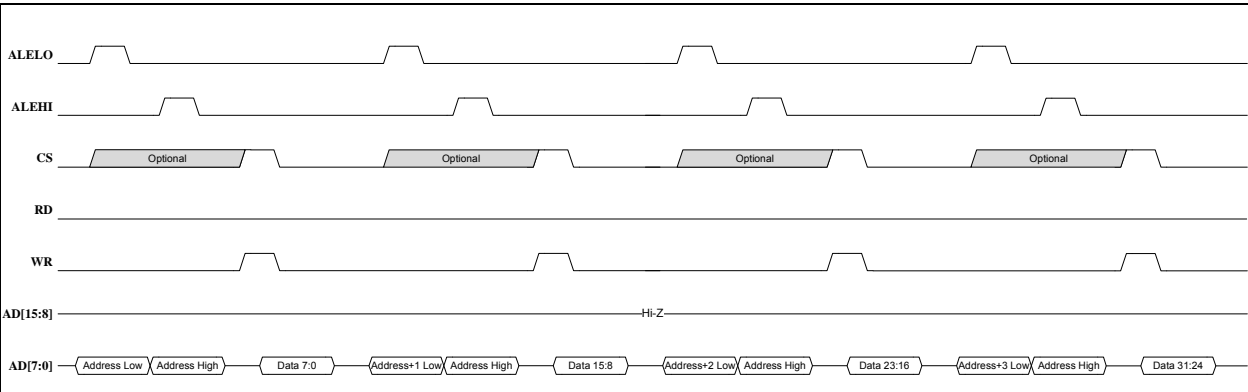 ALELO
ALEHI
CS Optional Optional Optional Optional
RD
WR
AD[15:8] Hi-Z
AD[7:0] Address Low Address High Data 7:0 Address+1 Low Address High Data 15:8 Address+2 Low Address High Data 23:16 Address+3 Low Address High Data 31:24